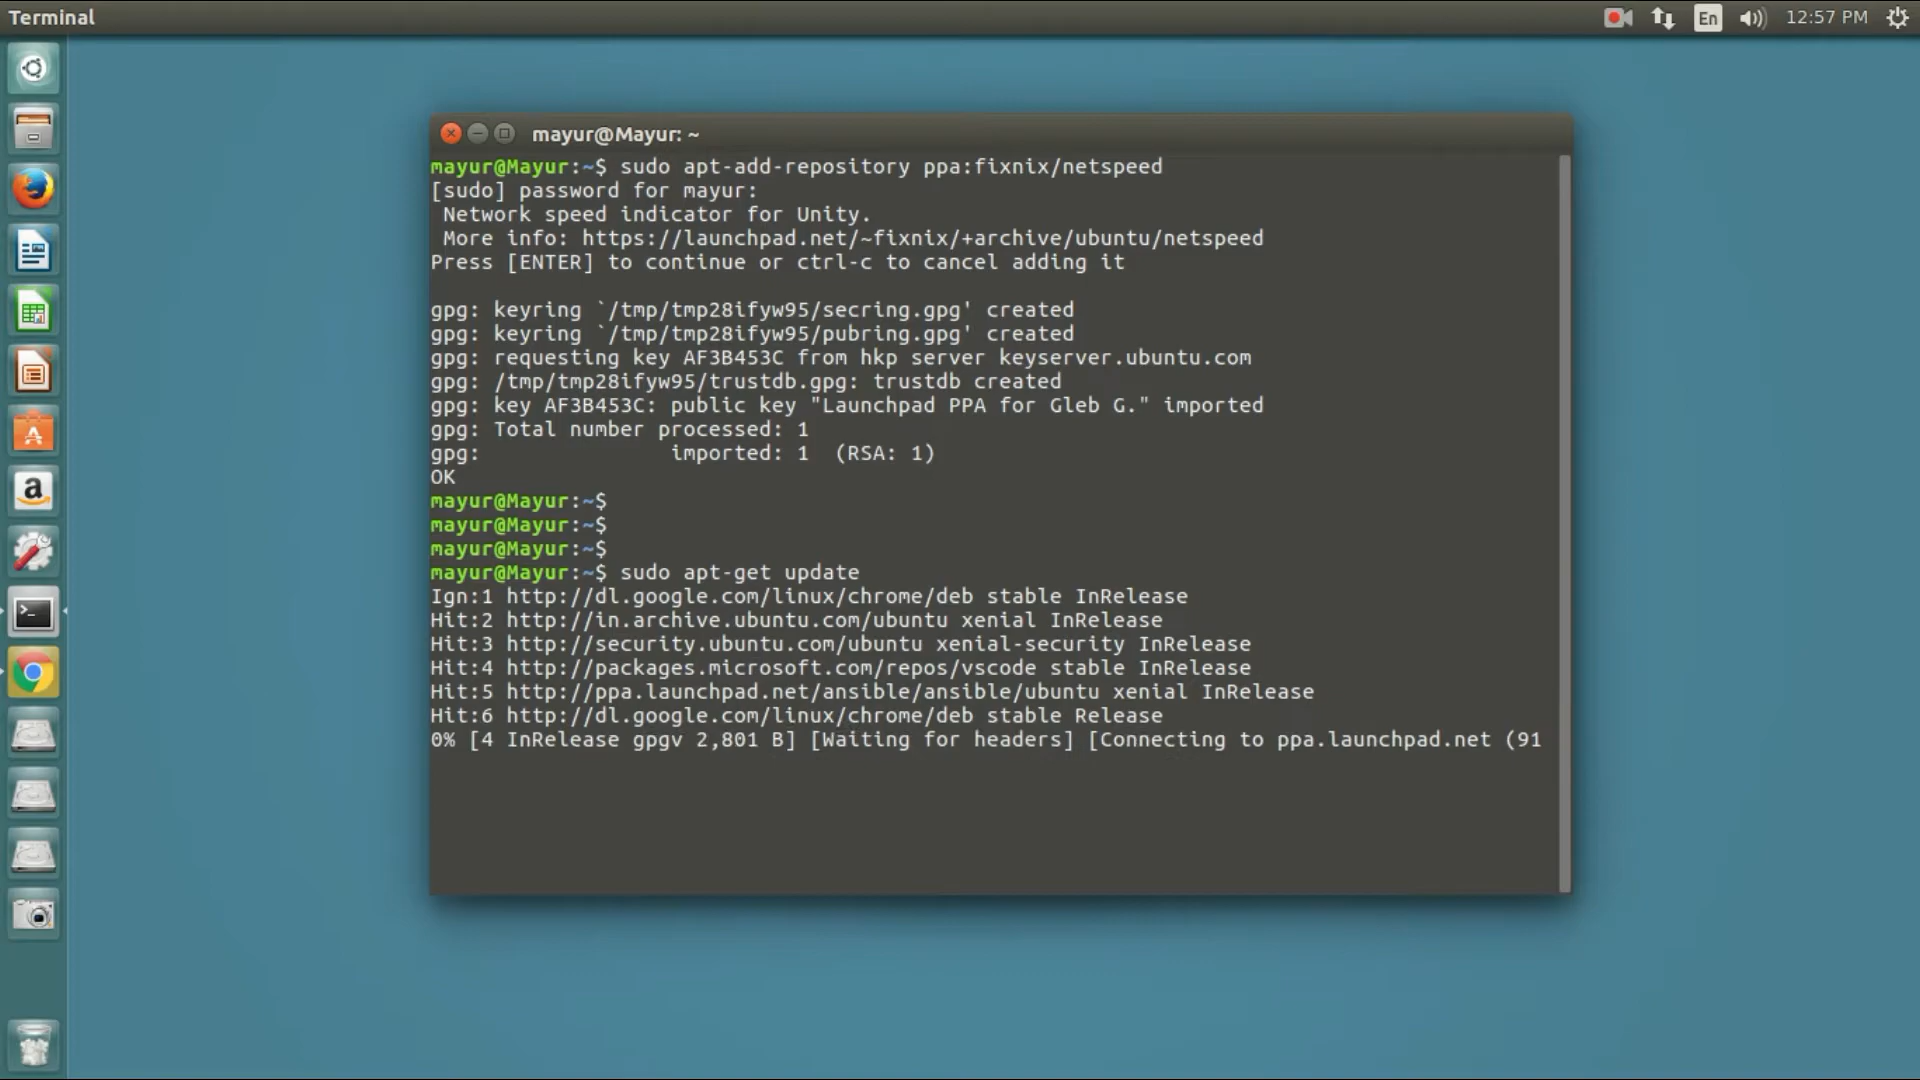 Terminal
En
12:57 PM
mayur@Mayur: ~
mayur@Mayur:~$ sudo apt-add-repository ppa:fixnix/netspeed
[sudo] password for mayur:
Network speed indicator for Unity.
More info: https://launchpad.net/~fixnix/+archive/ubuntu/netspeed
Press [ENTER] to continue or ctrl-c to cancel adding it
gpg: keyring `/tmp/tmp28ifyw95/secring.gpg' created
gpg: keyring `/tmp/tmp28ifyw95/pubring.gpg' created
gpg: requesting key AF3B453C from hkp server keyserver.ubuntu.com
gpg: /tmp/tmp28ifyw95/trustdb.gpg: trustdb created
gpg: key AF3B453C: public key "Launchpad PPA for Gleb G." imported
gpg: Total number processed: 1
gpg:               imported: 1  (RSA: 1)
OK
mayur@Mayur:~$
mayur@Mayur:~$
mayur@Mayur:~$
mayur@Mayur:~$ sudo apt-get update
Ign:1 http://dl.google.com/linux/chrome/deb stable InRelease
Hit:2 http://in.archive.ubuntu.com/ubuntu xenial InRelease
Hit:3 http://security.ubuntu.com/ubuntu xenial-security InRelease
Hit:4 http://packages.microsoft.com/repos/vscode stable InRelease
Hit:5 http://ppa.launchpad.net/ansible/ansible/ubuntu xenial InRelease
Hit:6 http://dl.google.com/linux/chrome/deb stable Release
0% [4 InRelease gpgv 2,801 B] [Waiting for headers] [Connecting to ppa.launchpad.net (91